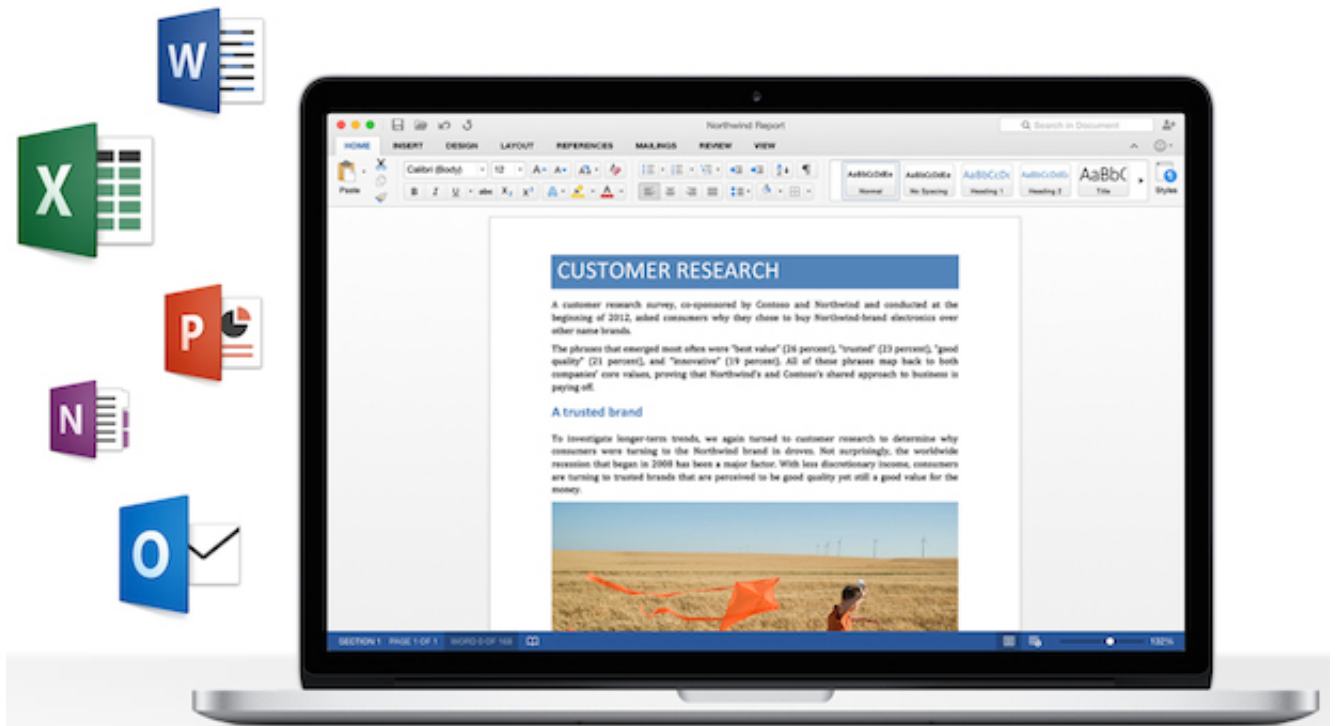 W
X
P
N
O
Northwind Report
Search in Document
HOME INSERT DESIGN LAYOUT REFERENCES MAILINGS REVIEW VIEW
Paste
Calibri (Body) 12 A A
B I U abc X₂ X² A A
AaBbCcDdEe AaBbCcDdEe AaBbCcDc AaBbCcDdEe AaBbC
Normal No Spacing Heading 1 Heading 2 Title Styles
CUSTOMER RESEARCH
A customer research survey, co-sponsored by Contoso and Northwind and conducted at the
beginning of 2012, asked consumers why they chose to buy Northwind-brand electronics over
other name brands.
The phrases that emerged most often were "best value" (26 percent), "trusted" (23 percent), "good
quality" (21 percent), and "innovative" (19 percent). All of these phrases map back to both
companies' core values, proving that Northwind's and Contoso's shared approach to business is
paying off.
A trusted brand
To investigate longer-term trends, we again turned to customer research to determine why
consumers were turning to the Northwind brand in droves. Not surprisingly, the worldwide
recession that began in 2008 has been a major factor. With less discretionary income, consumers
are turning to trusted brands that are perceived to be good quality yet still a good value for the
money.
SECTION 1 PAGE 1 OF 1 WORD 0 OF 168 132%